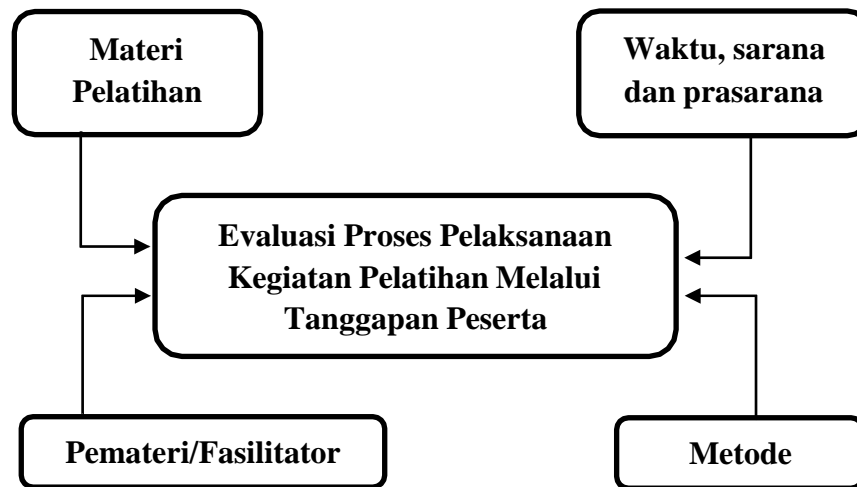 Materi
Pelatihan
Waktu, sarana
dan prasarana
Evaluasi Proses Pelaksanaan
Kegiatan Pelatihan Melalui
Tanggapan Peserta
Pemateri/Fasilitator
Metode